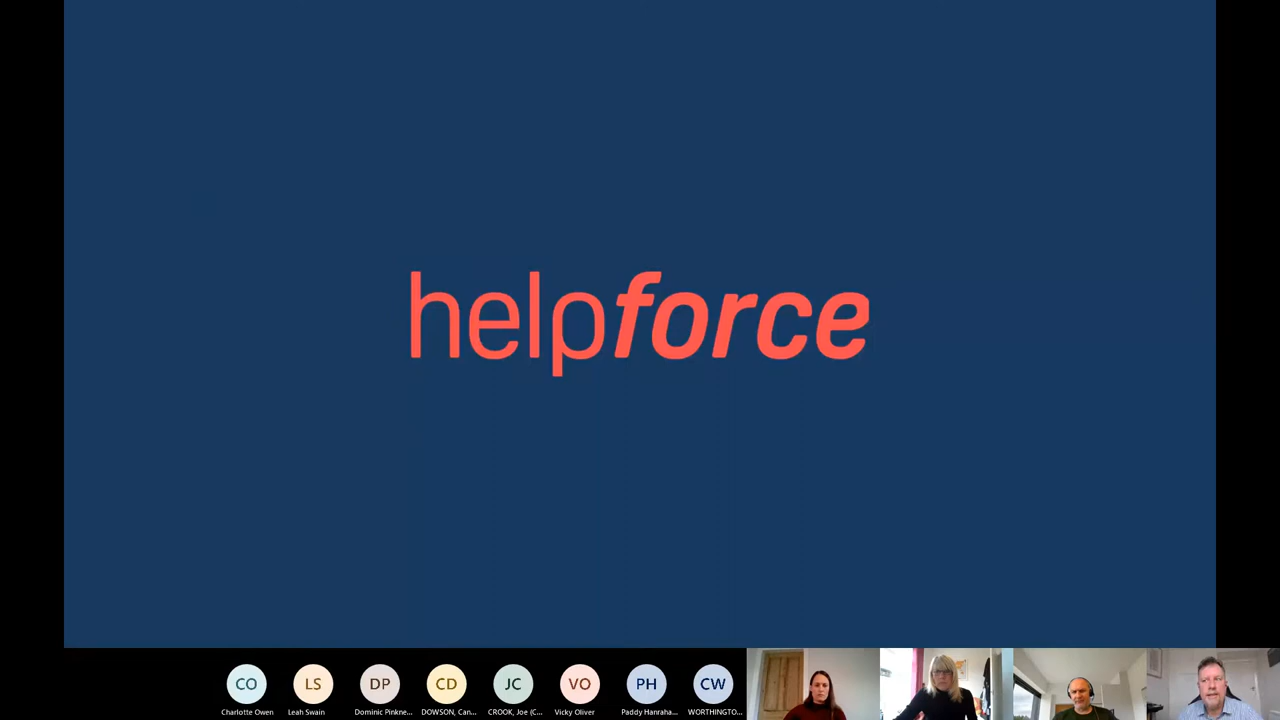 helpforce
CO
LS
DP
CD
JC
VO
PH
CW
Charlotte Owen
Leah Swain
Dominic Pinkne...
DOWSON, Can...
CROOK, Joe (C...
Vicky Oliver
Paddy Hanraha...
WORTHINGTO...